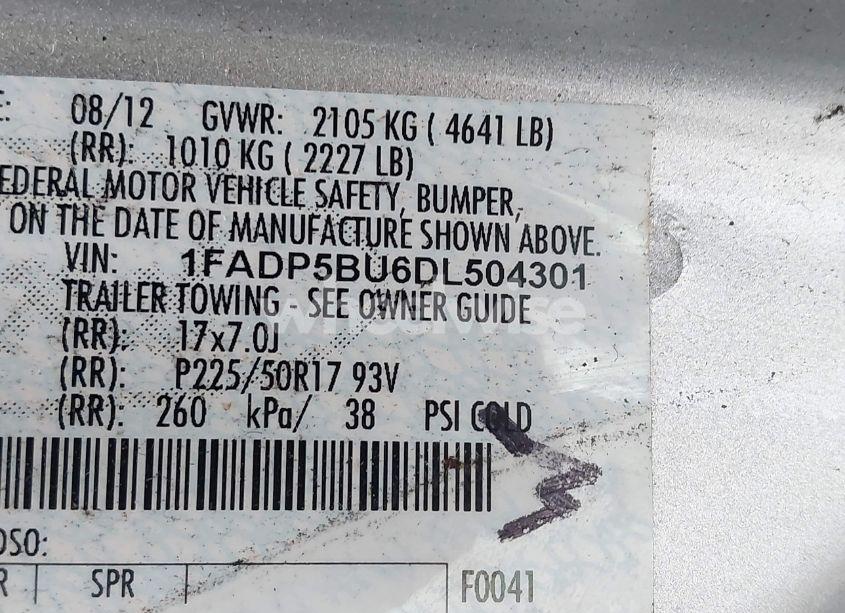 E: 08/12 GVWR: 2105 KG ( 4641 LB)
(RR): 1010 KG ( 2227 LB)
EDERAL MOTOR VEHICLE SAFETY, BUMPER,
ON THE DATE OF MANUFACTURE SHOWN ABOVE.
VIN: 1FADP5BU6DL504301
TRAILER TOWING - SEE OWNER GUIDE
(RR): 17x7.0J
(RR): P225/50R17 93V
(RR): 260 kPa/ 38 PSI COLD
OSO:
R SPR
F0041